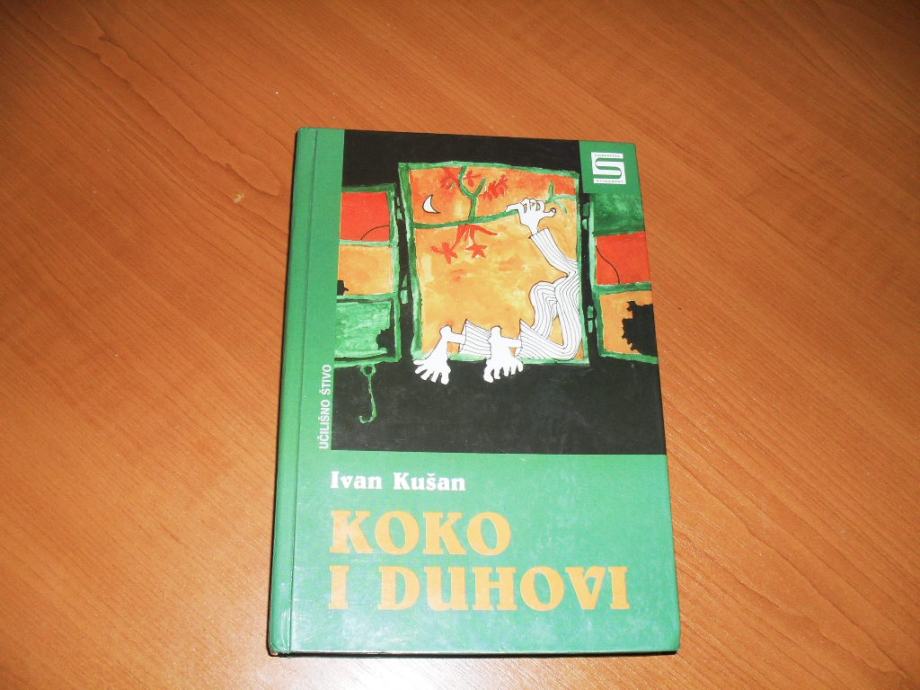 S
UČILIŠNO ŠTIVO
Ivan Kušan
KOKO
I DUHOVI